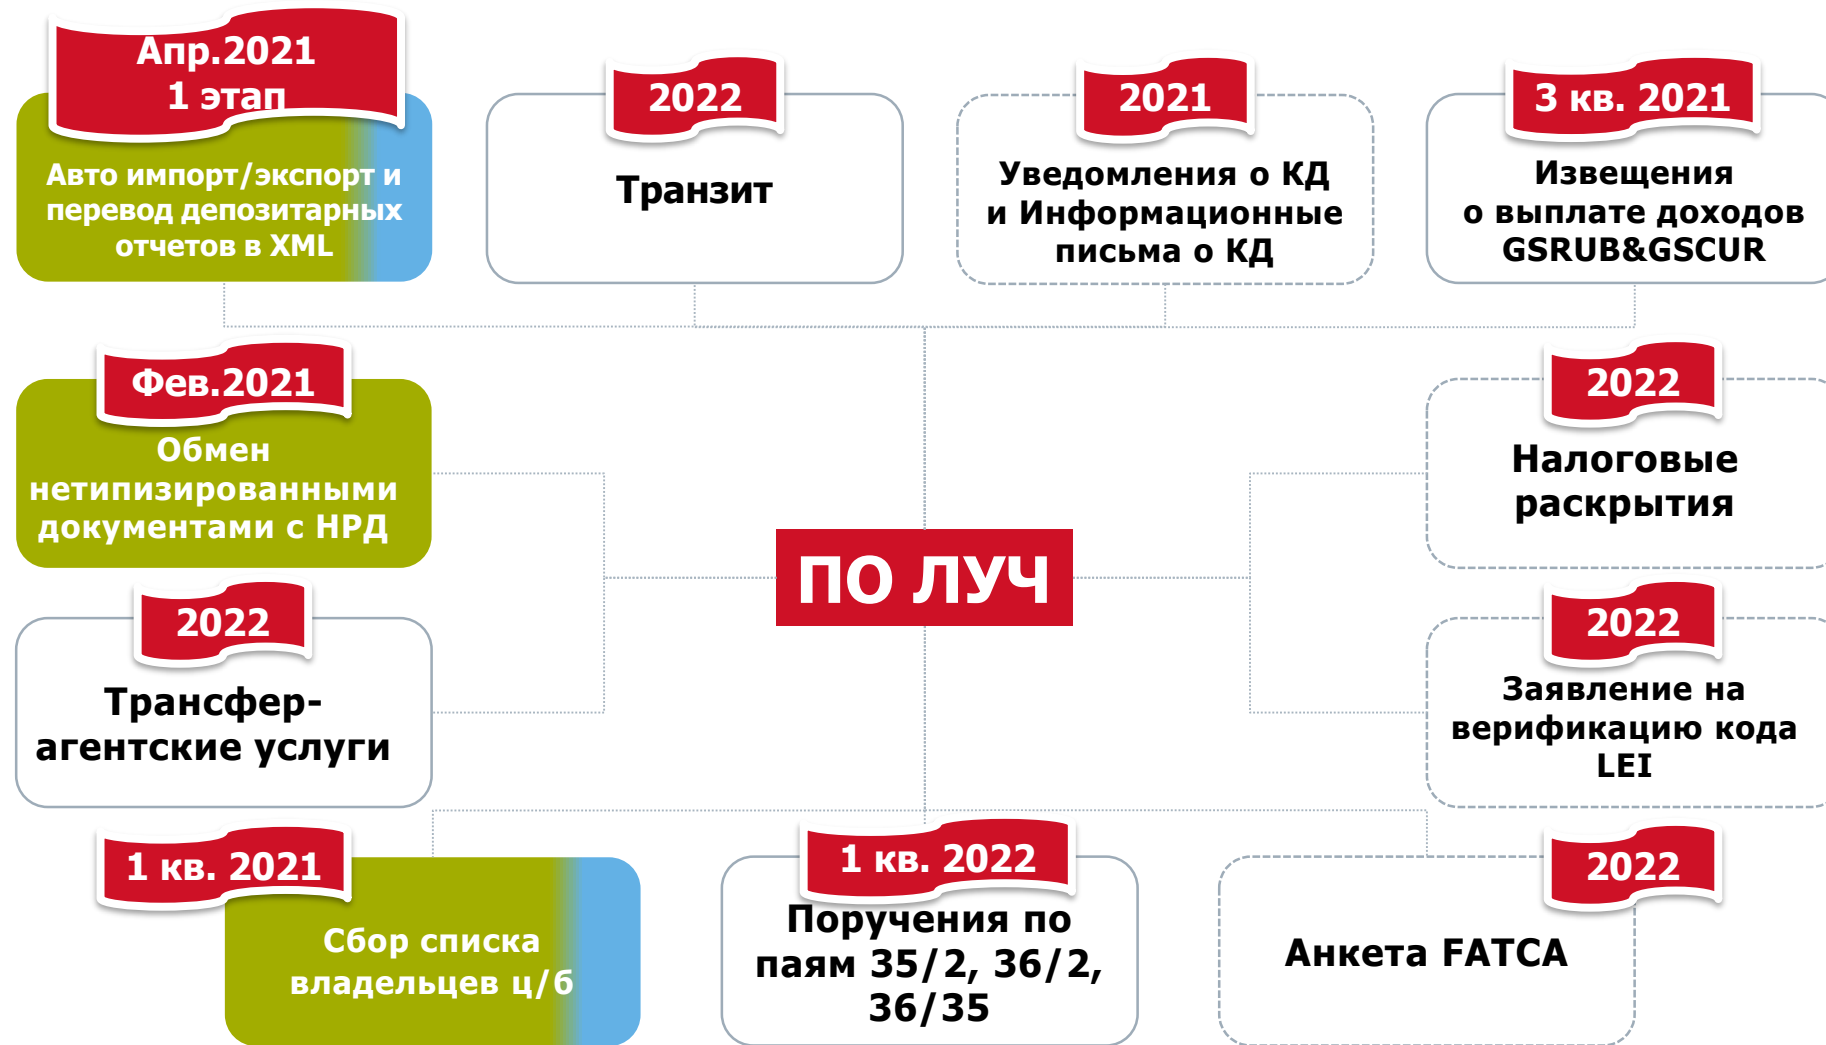 Апр.2021
1 этап
Авто импорт/экспорт и
перевод депозитарных
отчетов в XML
2022
Транзит
2021
Уведомления о КД
и Информационные
письма о КД
3 кв. 2021
Извещения
о выплате доходов
GSRUB&GSCUR
Фев.2021
Обмен
нетипизированными
документами с НРД
2022
Налоговые
раскрытия
ПО ЛУЧ
2022
Трансфер-
агентские услуги
2022
Заявление на
верификацию кода
LEI
1 кв. 2021
Сбор списка
владельцев ц/б
1 кв. 2022
Поручения по
паям 35/2, 36/2,
36/35
2022
Анкета FATCA